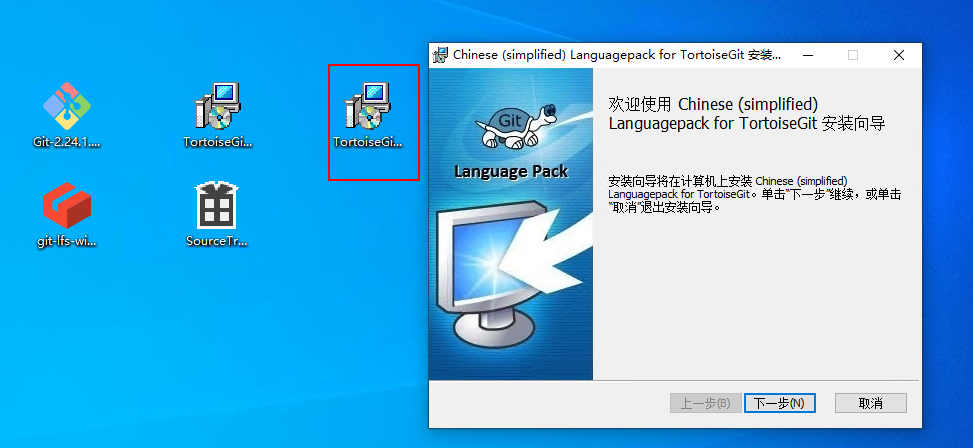 Git-2.24.1....
TortoiseGi...
TortoiseGi...
git-lfs-wi...
SourceTr...
Chinese (simplified) Languagepack for TortoiseGit 安装...
Git
Language Pack
欢迎使用 Chinese (simplified)
Languagepack for TortoiseGit 安装向导
安装向导将在计算机上安装 Chinese (simplified)
Languagepack for TortoiseGit。单击“下一步”继续，或单击
“取消”退出安装向导。
上一步(B)
下一步(N)
取消